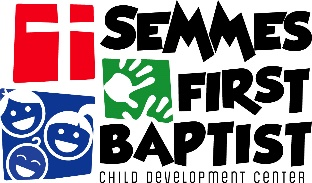 SEMMES
FIRST
BAPTIST
CHILD DEVELOPMENT CENTER